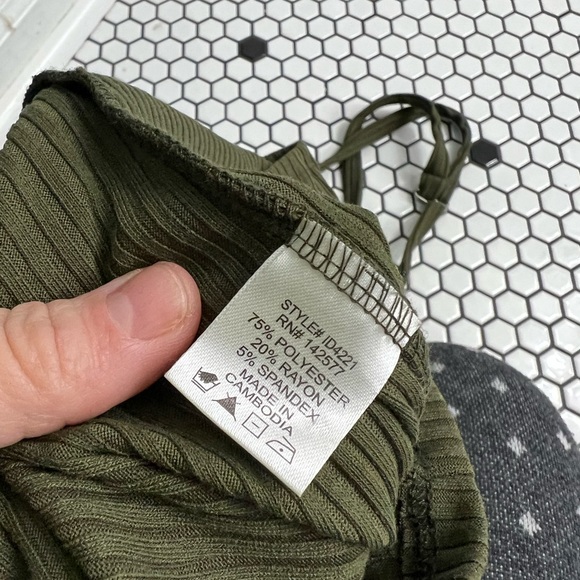 STYLE# ID4221
RN# 142577
75% POLYESTER
20% RAYON
5% SPANDEX
MADE IN
CAMBODIA